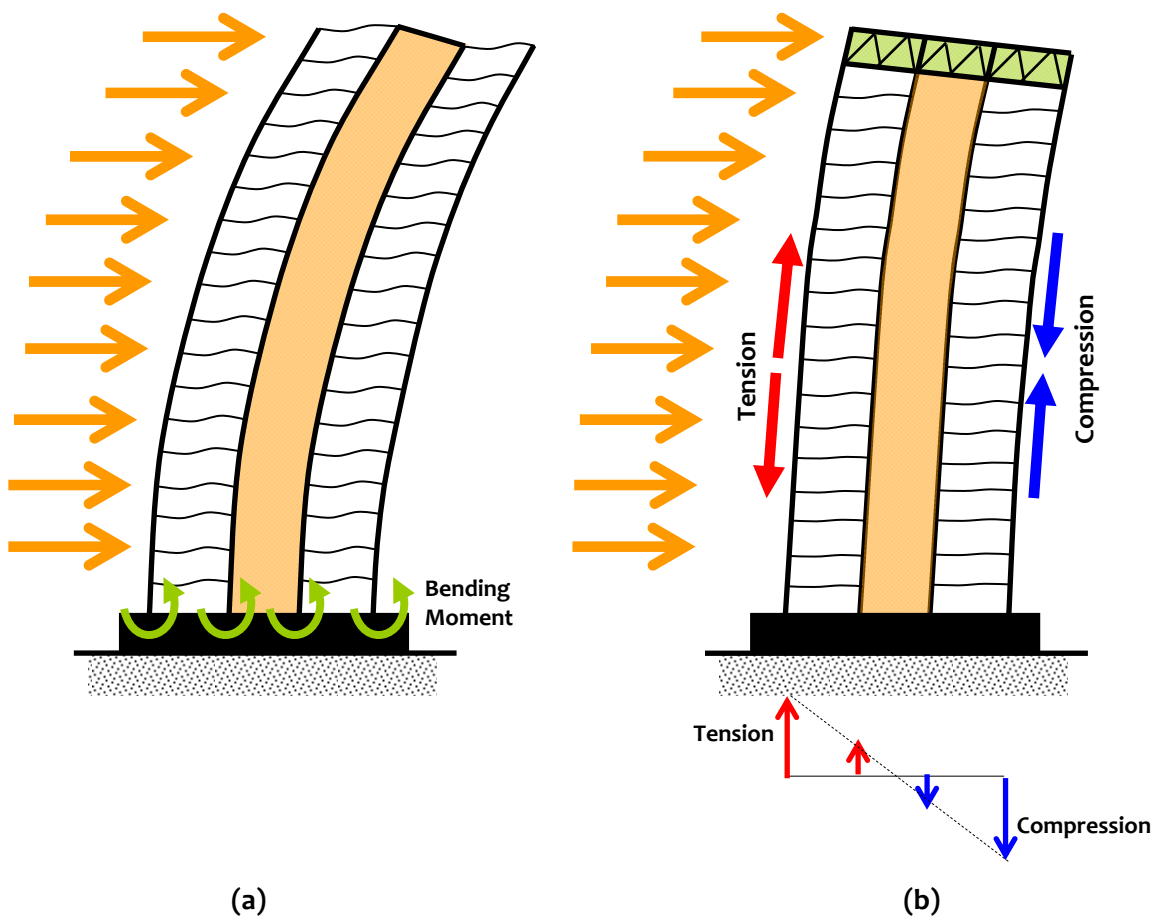 Bending
Moment
(a)
Tension
Compression
Tension
Compression
(b)